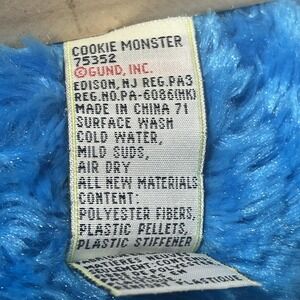 COOKIE MONSTER
75352
©GUND, INC.
EDISON, NJ REG.PA3
REG.NO.PA-6086(HK)
MADE IN CHINA 71
SURFACE WASH
COLD WATER,
MILD SUDS,
AIR DRY
ALL NEW MATERIALS
CONTENT:
POLYESTER FIBERS,
PLASTIC PELLETS,
PLASTIC STIFFENER